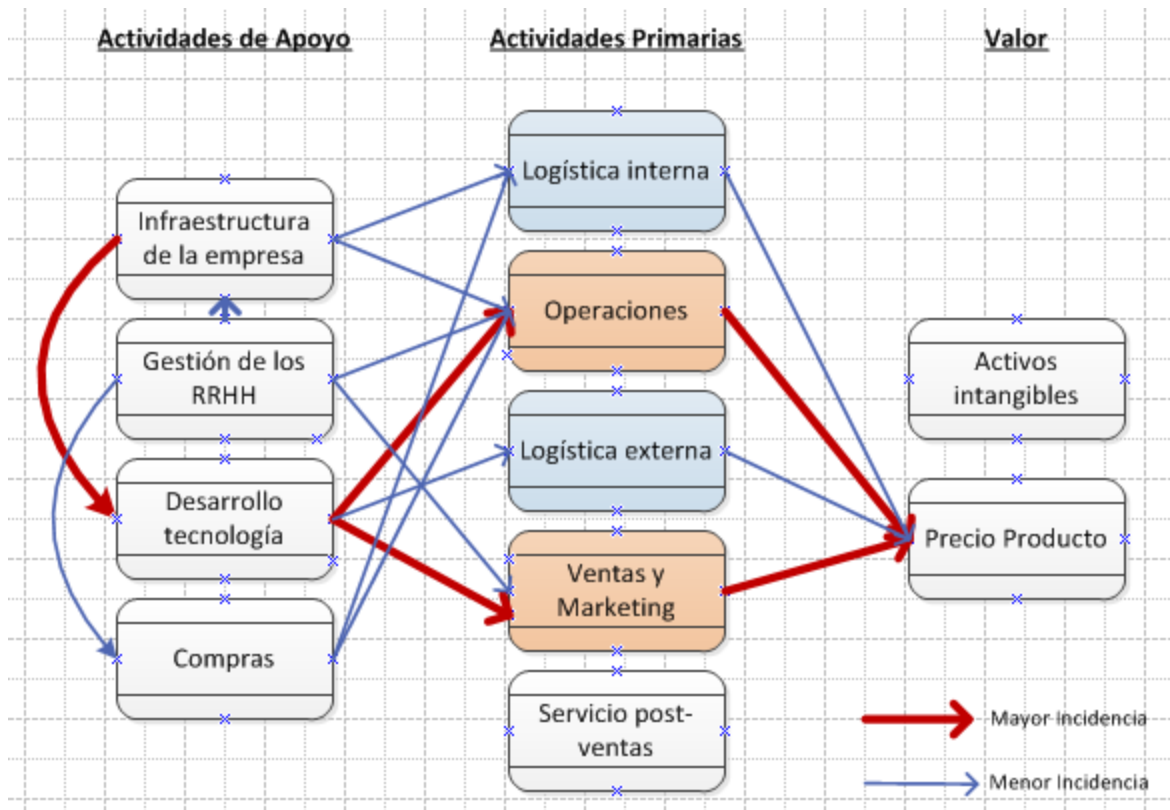 Actividades de Apoyo
Actividades Primarias
Valor
Infraestructura
de la empresa
Gestión de los
RRHH
Desarrollo
tecnología
Compras
Logística interna
Operaciones
Logística externa
Ventas y
Marketing
Servicio post-
ventas
Activos
intangibles
Precio Producto
Mayor Incidencia
Menor Incidencia